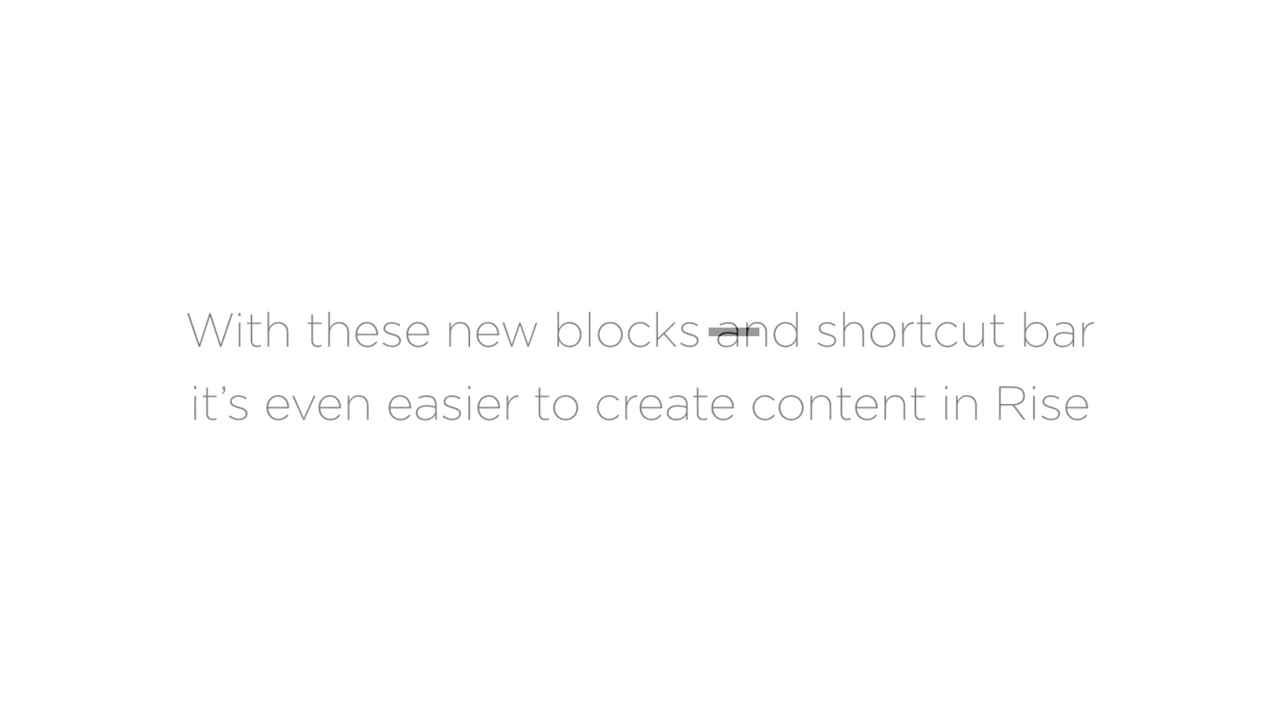 With these new blocks and shortcut bar
it’s even easier to create content in Rise